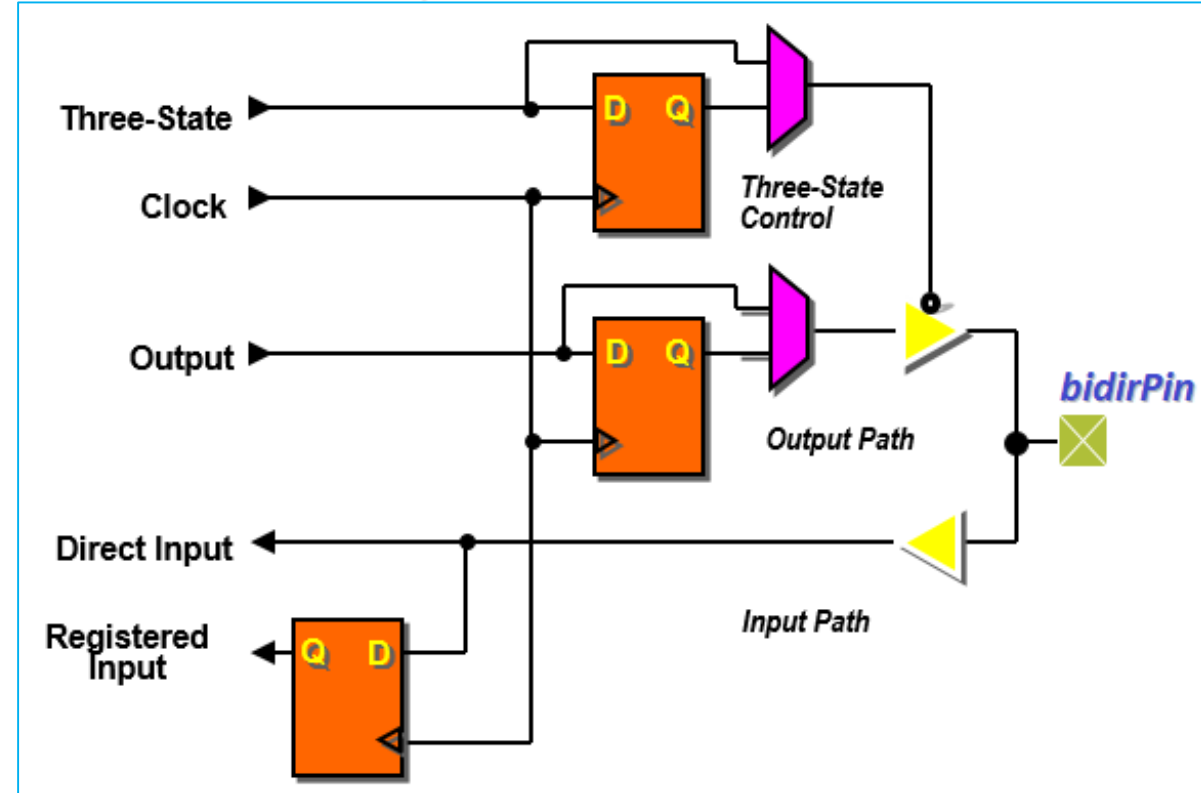 Three-State
D Q
Clock
Three-State
Control
Output
D Q
bidirPin
Output Path
Direct Input
Input Path
Registered
Input
Q D